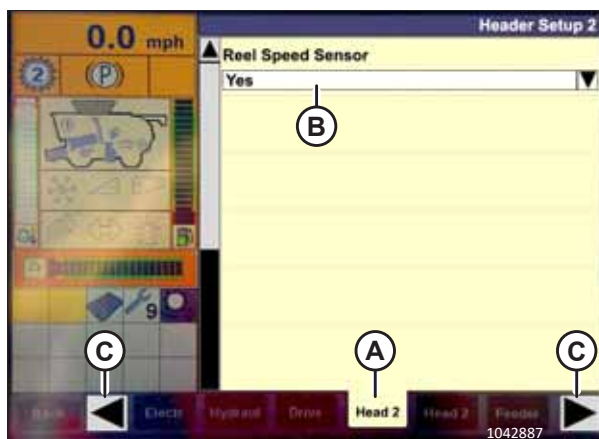 0.0 mph
Header Setup 2
Reel Speed Sensor
2
P
Yes
B
9
C
A
C
Back
Electr
Hydraul
Drive
Head 2
Head 2
Feeder
1042887